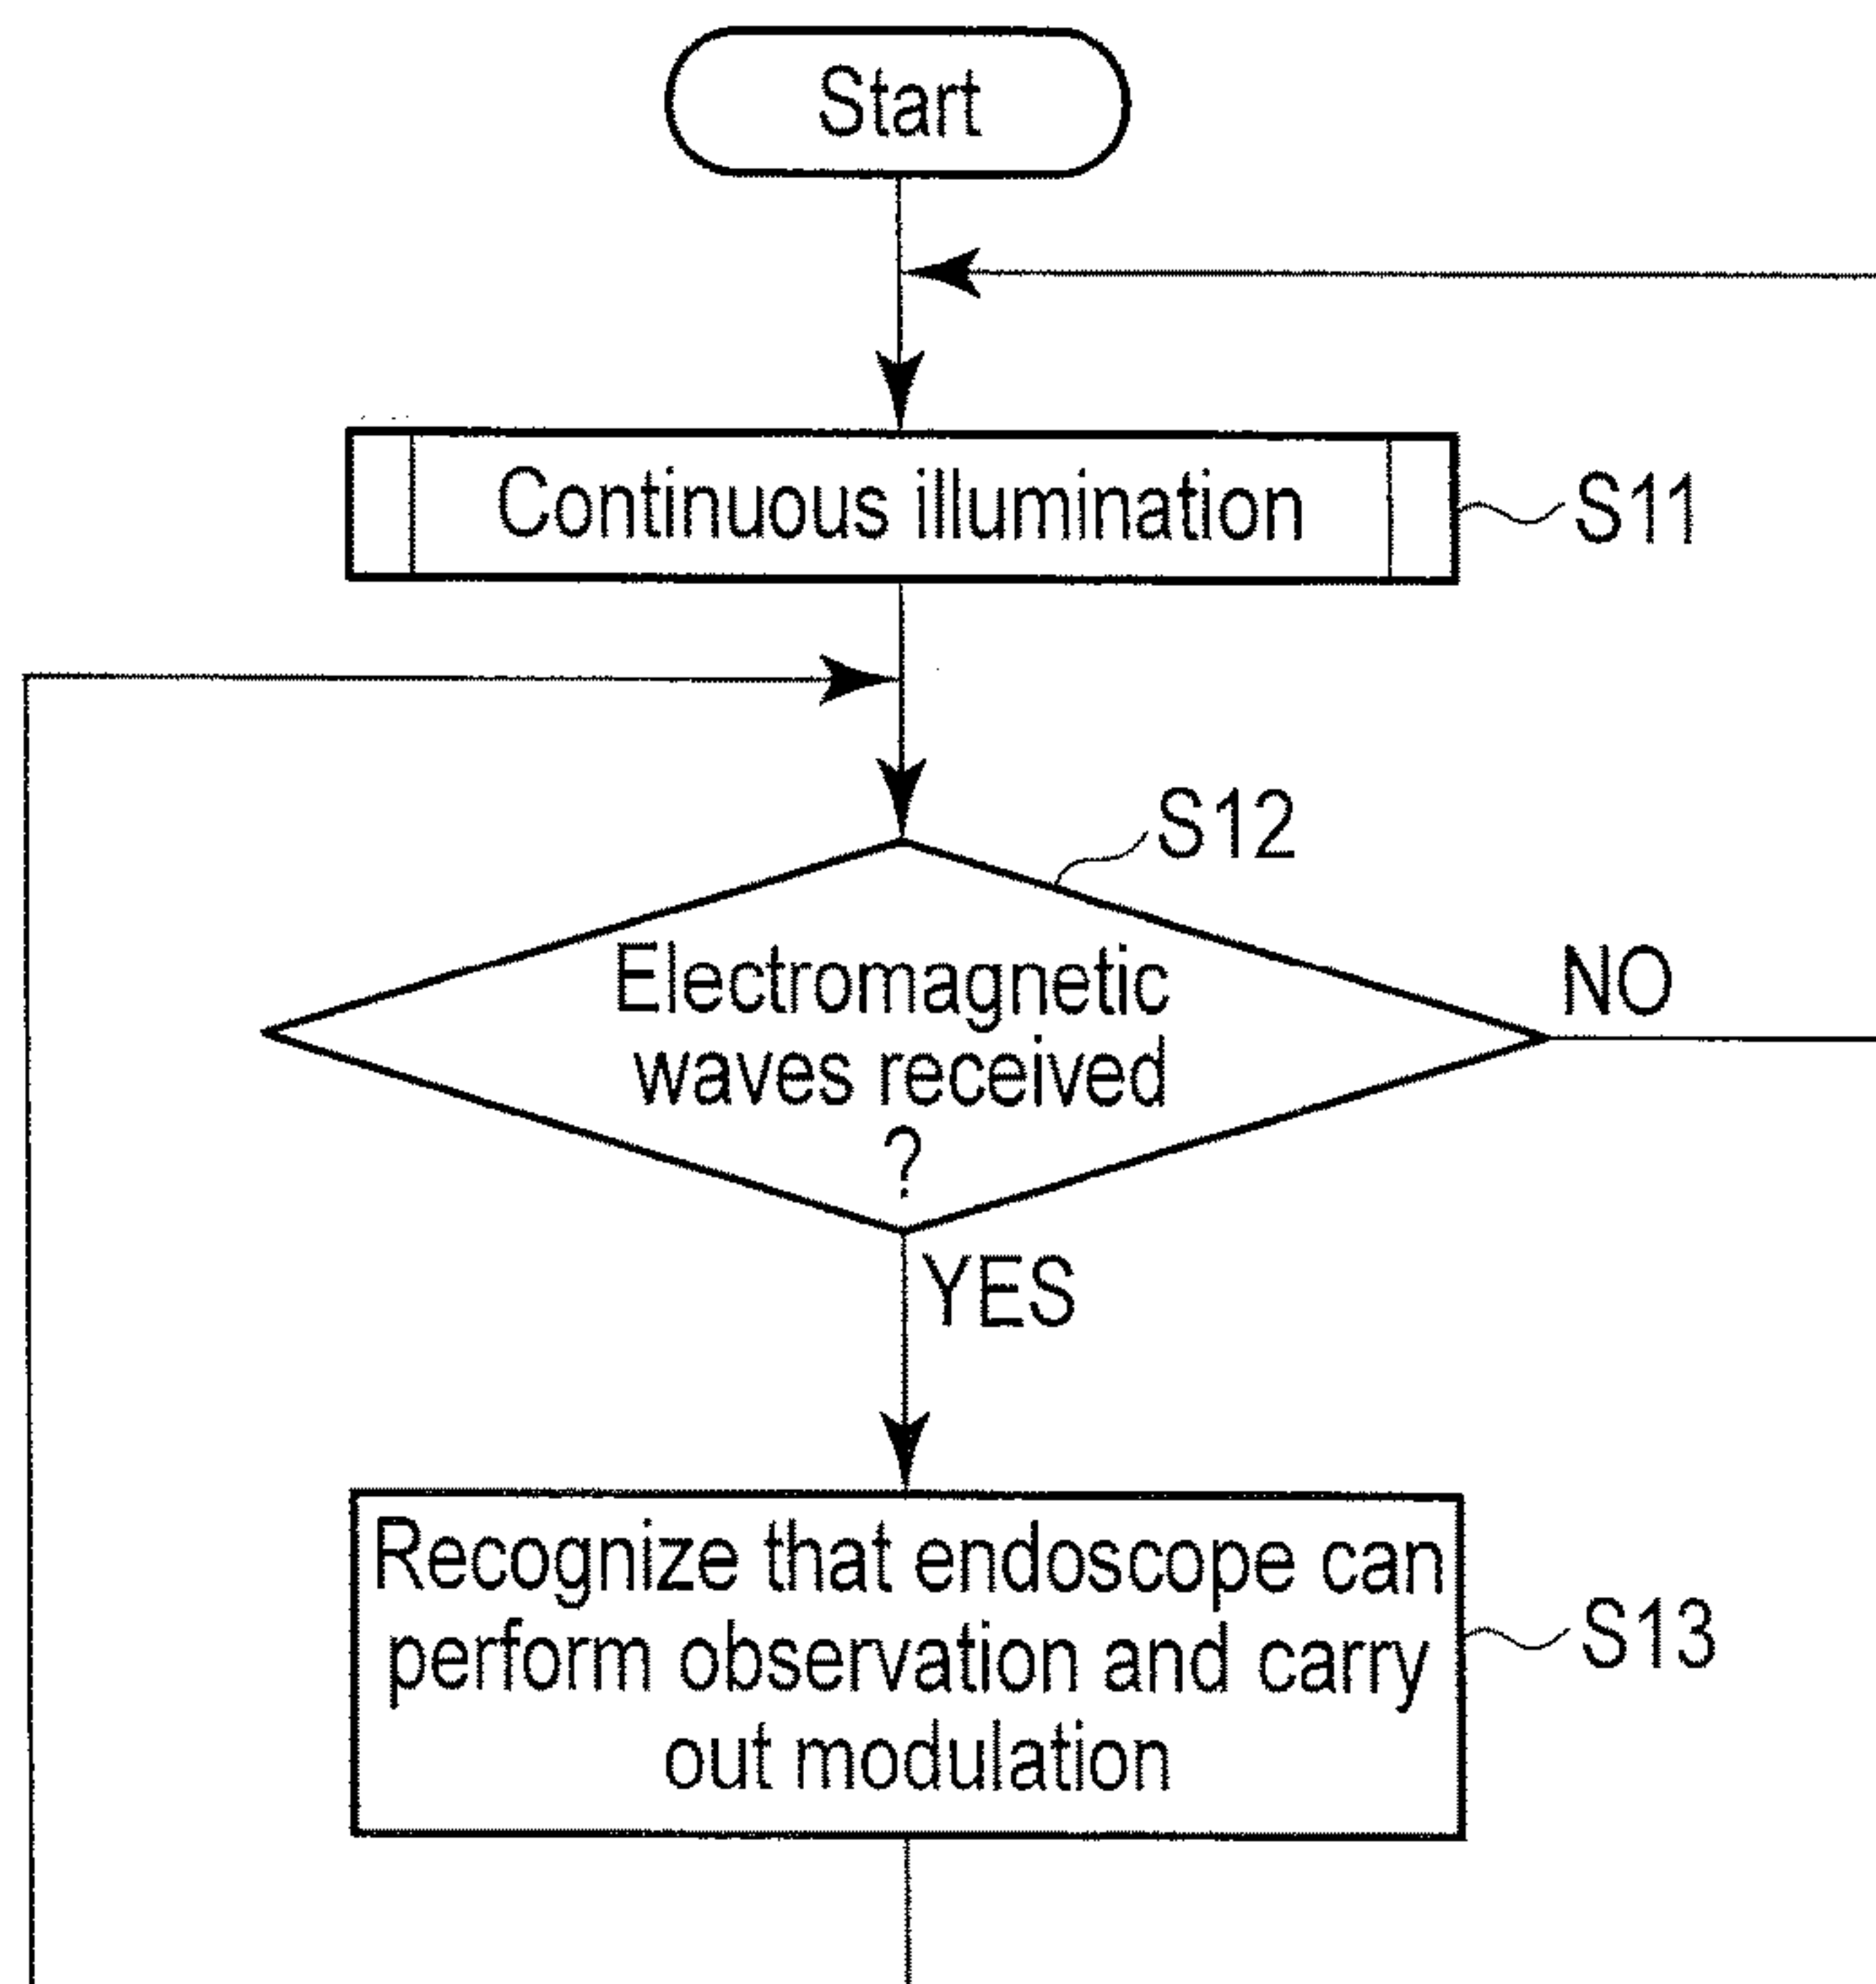 Start
Continuous illumination
S11
S12
Electromagnetic
waves received
?
NO
YES
Recognize that endoscope can
perform observation and carry
out modulation
S13